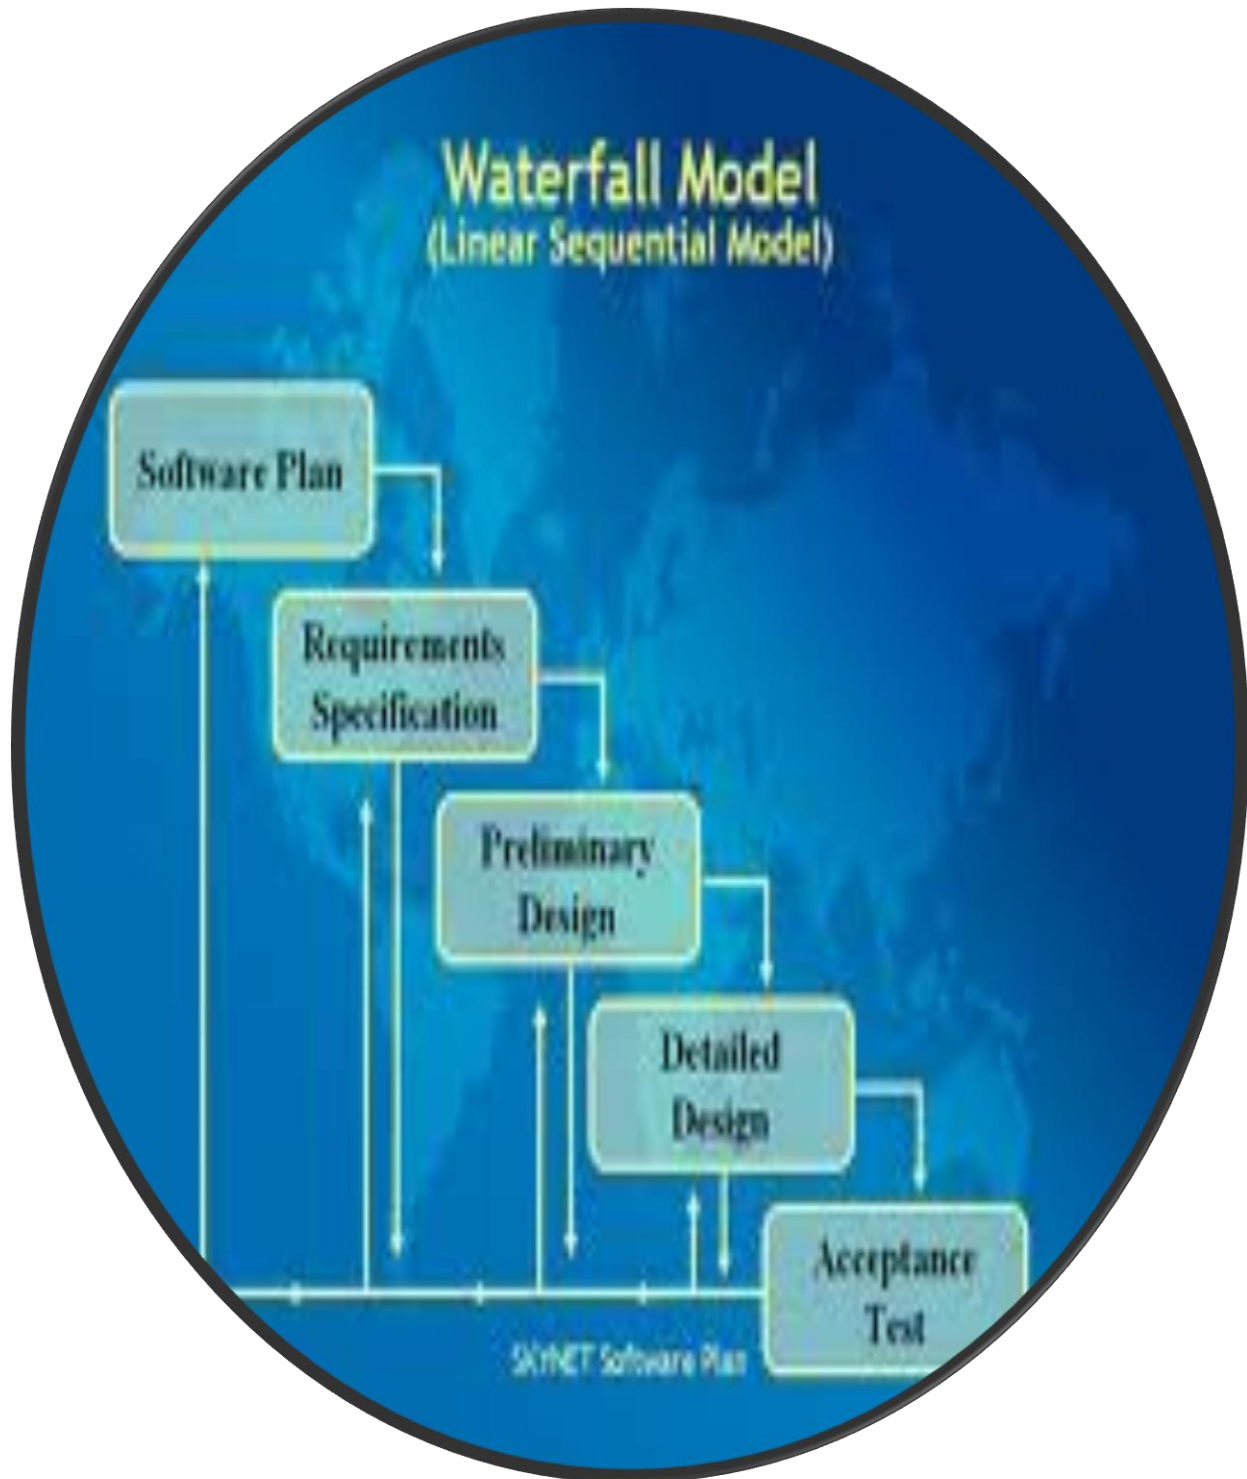 Waterfall Model
(Linear Sequential Model)
Software Plan
Requirements
Specification
Preliminary
Design
Detailed
Design
Acceptance
Test
SKYNET Software Plan